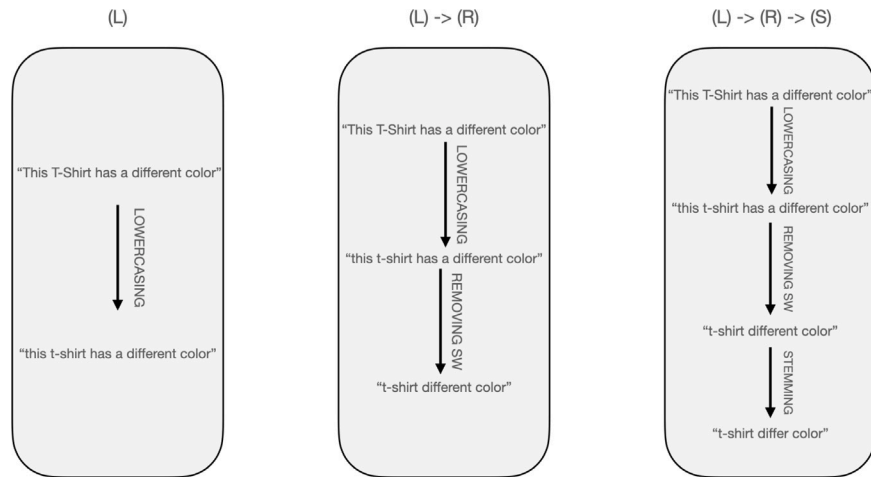 (L)
“This T-Shirt has a different color”
LOWERCASING
“this t-shirt has a different color”
(L) -> (R)
“This T-Shirt has a different color”
LOWERCASING
“this t-shirt has a different color”
REMOVING SW
“t-shirt different color”
(L) -> (R) -> (S)
“This T-Shirt has a different color”
LOWERCASING
“this t-shirt has a different color”
REMOVING SW
“t-shirt different color”
STEMMING
“t-shirt differ color”